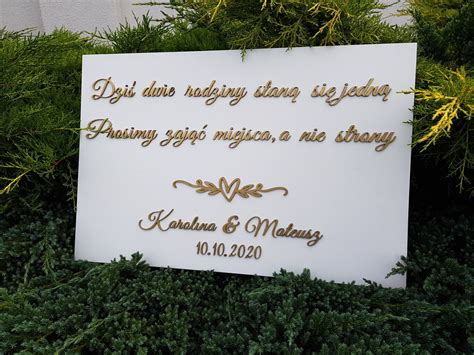 Dziś dwie rodziny staną się jedną
Prosimy zająć miejsca, a nie strony
Karolina & Mateusz
10.10.2020